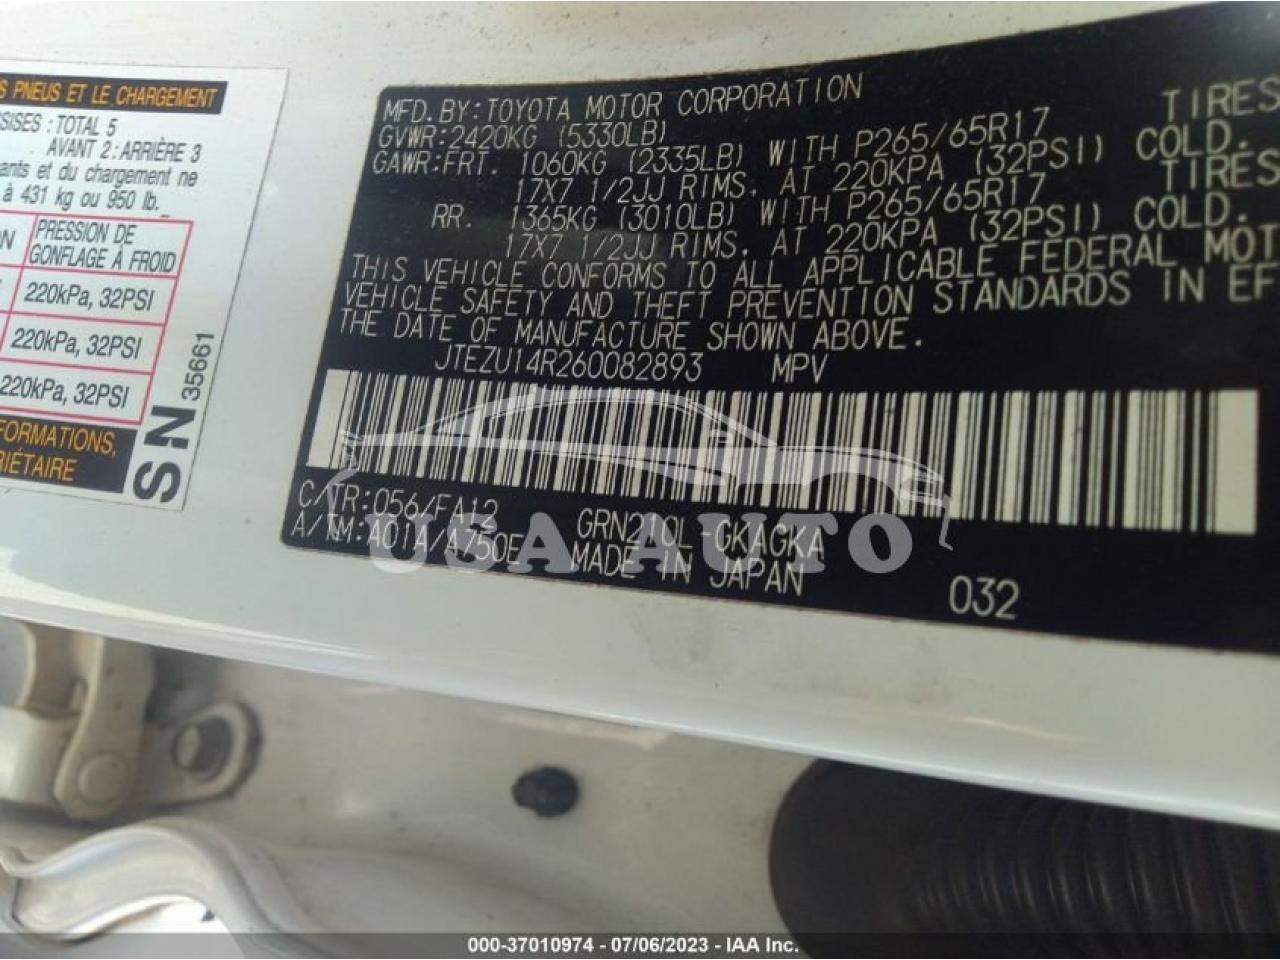 S PNEUS ET LE CHARGEMENT
TOTAL 5
AVANT 2 : ARRIÈRE 3
et du chargement ne
à 431 kg ou 950 lb.
PRESSION DE
GONFLAGE À FROID
220kPa, 32PSI
220kPa, 32PSI
220kPa, 32PSI
FORMATIONS,
RIÉTAIRE
SN
35661
MFD. BY: TOYOTA MOTOR CORPORATION
GVWR: 2420KG (5330LB)
GAWR: FRT. 1060KG (2335LB) WITH P265/65R17 TIRES
17X7 1/2JJ RIMS, AT 220KPA (32PSI) COLD.
RR. 1365KG (3010LB) WITH P265/65R17 TIRES
17X7 1/2JJ RIMS, AT 220KPA (32PSI) COLD.
THIS VEHICLE CONFORMS TO ALL APPLICABLE FEDERAL MOT
VEHICLE SAFETY AND THEFT PREVENTION STANDARDS IN EF
THE DATE OF MANUFACTURE SHOWN ABOVE.
JTEZU14R260082893 MPV
C/TR: 056/FA12 GRN210L-GKAGKA
A/TM: A01A/A750E MADE IN JAPAN
032
USA AUTO
000-37010974 - 07/06/2023 - IAA Inc.